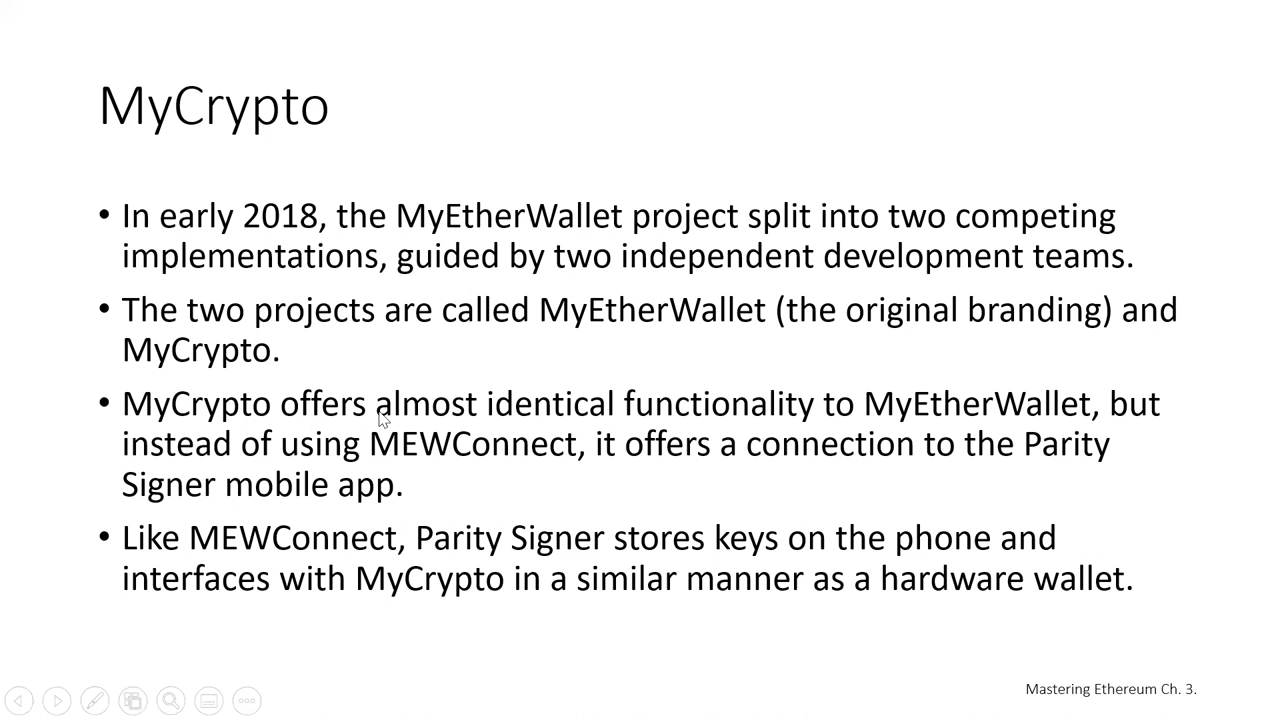 MyCrypto
• In early 2018, the MyEtherWallet project split into two competing
implementations, guided by two independent development teams.
• The two projects are called MyEtherWallet (the original branding) and
MyCrypto.
• MyCrypto offers almost identical functionality to MyEtherWallet, but
instead of using MEWConnect, it offers a connection to the Parity
Signer mobile app.
• Like MEWConnect, Parity Signer stores keys on the phone and
interfaces with MyCrypto in a similar manner as a hardware wallet.
Mastering Ethereum Ch. 3.